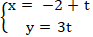 x = −2 + t
y = 3t